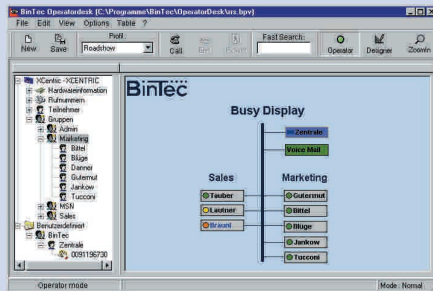 BinTec Operatordesk (C:\Programme\BinTec\OperatorDesk\rs.bpv)
File Edit View Options Table ?
Profil
Fast Search:
Roadshow
New Save Call Operator Designer ZoomIn
XCentric - XCENTRIC
Hardwareinformation
Rufnummern
Teilnehmer
Gruppen
Admin
Marketing
Bittel
Blüge
Danner
Gutermut
Jankow
Tucconi
MSN
Sales
Benutzerdefiniert
BinTec
Zentrale
0091196730
BinTec
Busy Display
Zentrale
Voice Mail
Sales Marketing
Tauber Gutermut
Lautner Bittel
Bräunl Blüge
Jankow
Tucconi
Operator mode Mode : Normal